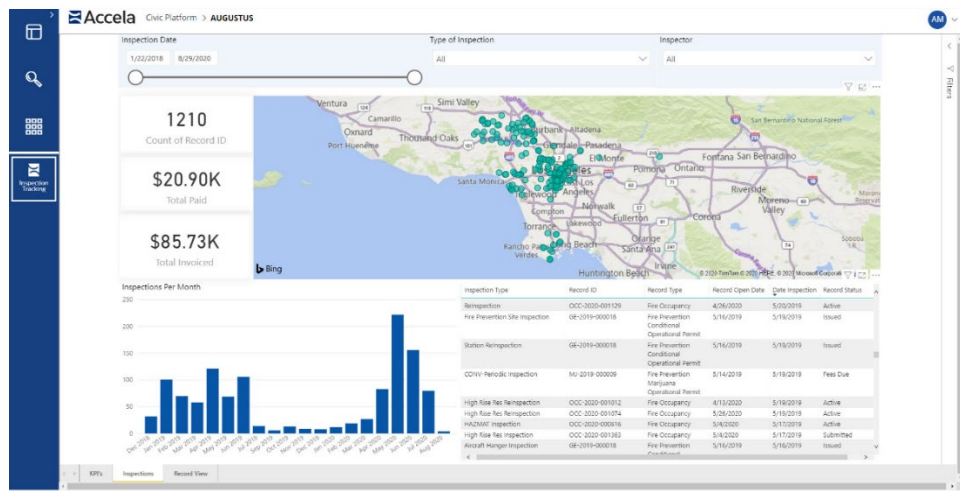 Accela Civic Platform > AUGUSTUS
AM
Inspection Date
Type of Inspection
Inspector
1/22/2018 8/29/2020
All
All
Filters
1210
Count of Record ID
$20.90K
Total Paid
$85.73K
Total Invoiced
Inspection
Tracking
Ventura
Simi Valley
Camarillo
Oxnard
Thousand Oaks
Port Hueneme
Burbank
Altadena
Glendale
Pasadena
San Bernardino National Forest
El Monte
Pomona
Ontario
Fontana
San Bernardino
Santa Monica
Los
Angeles
Inglewood
Riverside
Moreno
Valley
Norwalk
Compton
Lakewood
Fullerton
Corona
Torrance
Orange
Santa Ana
Rancho Palos
Verdes
Long Beach
Irvine
Huntington Beach
Soboba
I.R.
Bing
Inspections Per Month
250
200
150
100
50
0
Dec 2018
Jan 2019
Feb 2019
Mar 2019
Apr 2019
May 2019
Jun 2019
Jul 2019
Sep 2019
Oct 2019
Nov 2019
Dec 2019
Jan 2020
Feb 2020
Mar 2020
Apr 2020
May 2020
Jun 2020
Jul 2020
Aug 2020
Inspection Type Record ID Record Type Record Open Date Date Inspection Record Status
Reinspection OCC-2020-001129 Fire Occupancy 4/26/2020 5/20/2019 Active
Fire Prevention Site Inspection GE-2019-000018 Fire Prevention 5/16/2019 5/19/2019 Issued
Conditional
Operational Permit
Station Reinspection GE-2019-000018 Fire Prevention 5/16/2019 5/19/2019 Issued
Conditional
Operational Permit
CONV-Periodic Inspection MJ-2019-000009 Fire Prevention 5/14/2019 5/19/2019 Fees Due
Marijuana
Operational Permit
High Rise Res Reinspection OCC-2020-001012 Fire Occupancy 4/13/2020 5/19/2019 Active
High Rise Res Reinspection OCC-2020-001074 Fire Occupancy 5/26/2020 5/19/2019 Active
HAZMAT Inspection OCC-2020-000916 Fire Occupancy 5/4/2020 5/17/2019 Active
High Rise Res Inspection OCC-2020-001363 Fire Occupancy 5/4/2020 5/17/2019 Submitted
Aircraft Hanger Inspection GE-2019-000018 Fire Prevention 5/16/2019 5/16/2019 Issued
KPI's
Inspections
Record View